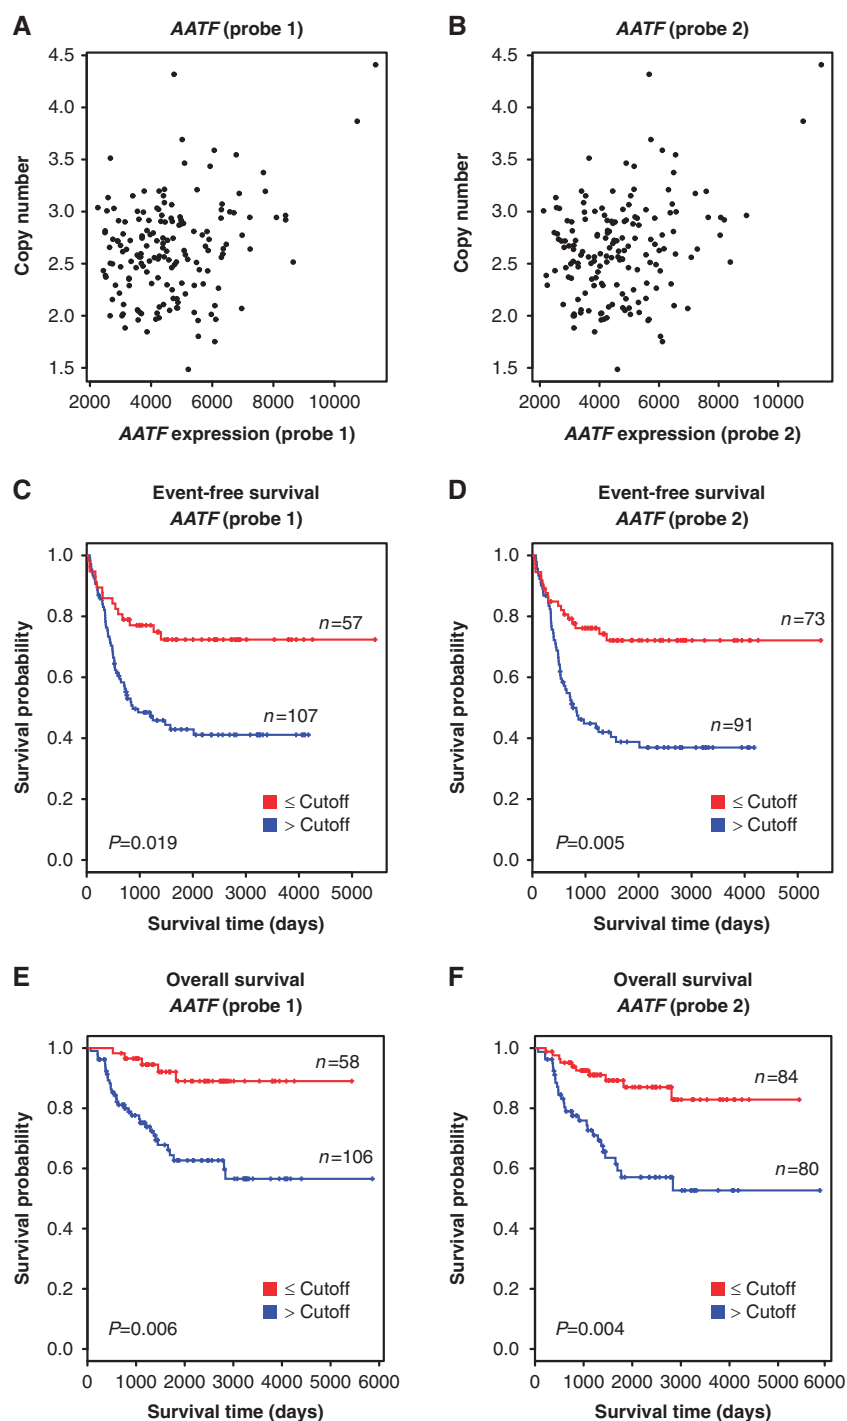 A
AATF (probe 1)
4.5
4.0
3.5
3.0
2.5
2.0
1.5
Copy number
2000 4000 6000 8000 10000
AATF expression (probe 1)
B
AATF (probe 2)
4.5
4.0
3.5
3.0
2.5
2.0
1.5
Copy number
2000 4000 6000 8000 10000
AATF expression (probe 2)
C
Event-free survival
AATF (probe 1)
1.0
0.8
0.6
0.4
0.2
0.0
Survival probability
n=57
n=107
≤ Cutoff
> Cutoff
P=0.019
0 1000 2000 3000 4000 5000
Survival time (days)
D
Event-free survival
AATF (probe 2)
1.0
0.8
0.6
0.4
0.2
0.0
Survival probability
n=73
n=91
≤ Cutoff
> Cutoff
P=0.005
0 1000 2000 3000 4000 5000
Survival time (days)
E
Overall survival
AATF (probe 1)
1.0
0.8
0.6
0.4
0.2
0.0
Survival probability
n=58
n=106
≤ Cutoff
> Cutoff
P=0.006
0 1000 2000 3000 4000 5000 6000
Survival time (days)
F
Overall survival
AATF (probe 2)
1.0
0.8
0.6
0.4
0.2
0.0
Survival probability
n=84
n=80
≤ Cutoff
> Cutoff
P=0.004
0 1000 2000 3000 4000 5000 6000
Survival time (days)